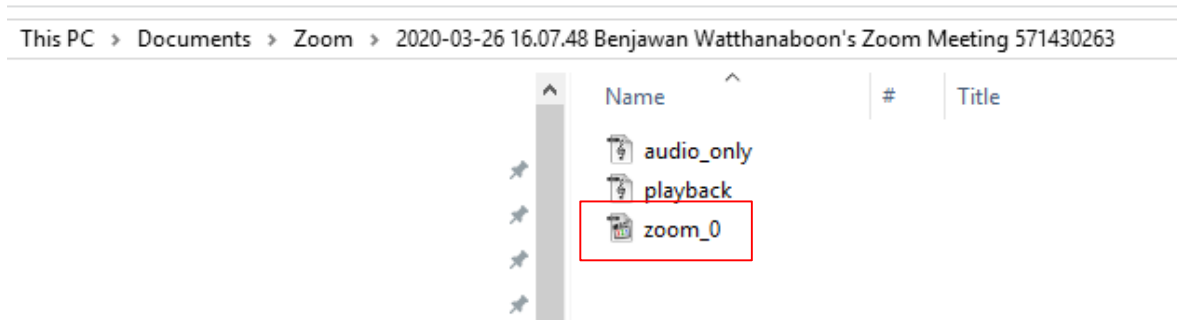 This PC > Documents > Zoom > 2020-03-26 16.07.48 Benjawan Watthanaboon's Zoom Meeting 571430263
Name # Title
audio_only
playback
zoom_0